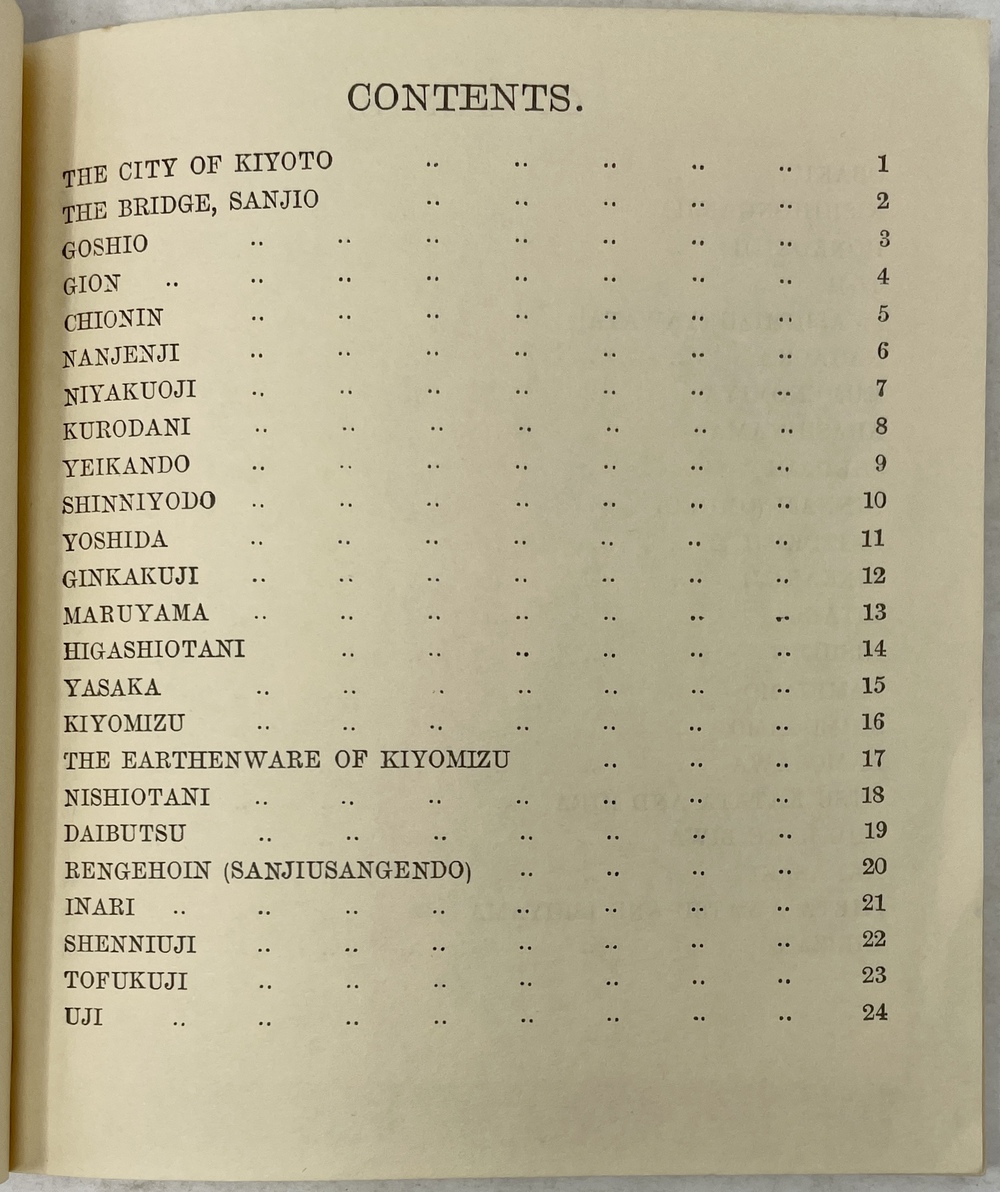 CONTENTS.
THE CITY OF KIYOTO .. .. .. .. .. 1
THE BRIDGE, SANJIO .. .. .. .. .. 2
GOSHIO .. .. .. .. .. .. .. 3
GION .. .. .. .. .. .. .. .. 4
CHIONIN .. .. .. .. .. .. .. 5
NANJENJI .. .. .. .. .. .. .. 6
NIYAKUOJI .. .. .. .. .. .. .. 7
KURODANI .. .. .. .. .. .. .. 8
YEIKANDO .. .. .. .. .. .. .. 9
SHINNIYODO .. .. .. .. .. .. .. 10
YOSHIDA .. .. .. .. .. .. .. 11
GINKAKUJI .. .. .. .. .. .. .. 12
MARUYAMA .. .. .. .. .. .. .. 13
HIGASHIOTANI .. .. .. .. .. .. 14
YASAKA .. .. .. .. .. .. .. 15
KIYOMIZU .. .. .. .. .. .. .. 16
THE EARTHENWARE OF KIYOMIZU .. .. .. 17
NISHIOTANI .. .. .. .. .. .. .. 18
DAIBUTSU .. .. .. .. .. .. .. 19
RENGEHOIN (SANJIUSANGENDO) .. .. .. .. 20
INARI .. .. .. .. .. .. .. .. 21
SHENNIUJI .. .. .. .. .. .. .. 22
TOFUKUJI .. .. .. .. .. .. .. 23
UJI .. .. .. .. .. .. .. .. 24